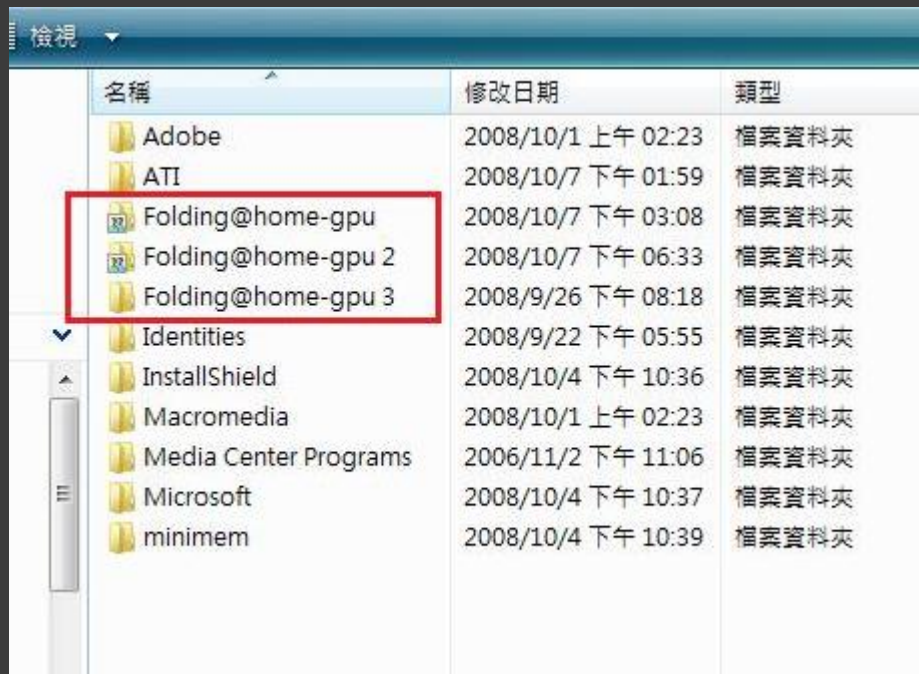 檢視
名稱 修改日期 類型
Adobe 2008/10/1 上午 02:23 檔案資料夾
ATI 2008/10/7 下午 01:59 檔案資料夾
Folding@home-gpu 2008/10/7 下午 03:08 檔案資料夾
Folding@home-gpu 2 2008/10/7 下午 06:33 檔案資料夾
Folding@home-gpu 3 2008/9/26 下午 08:18 檔案資料夾
Identities 2008/9/22 下午 05:55 檔案資料夾
InstallShield 2008/10/4 下午 10:36 檔案資料夾
Macromedia 2008/10/1 上午 02:23 檔案資料夾
Media Center Programs 2006/11/2 下午 11:06 檔案資料夾
Microsoft 2008/10/4 下午 10:37 檔案資料夾
minimem 2008/10/4 下午 10:39 檔案資料夾